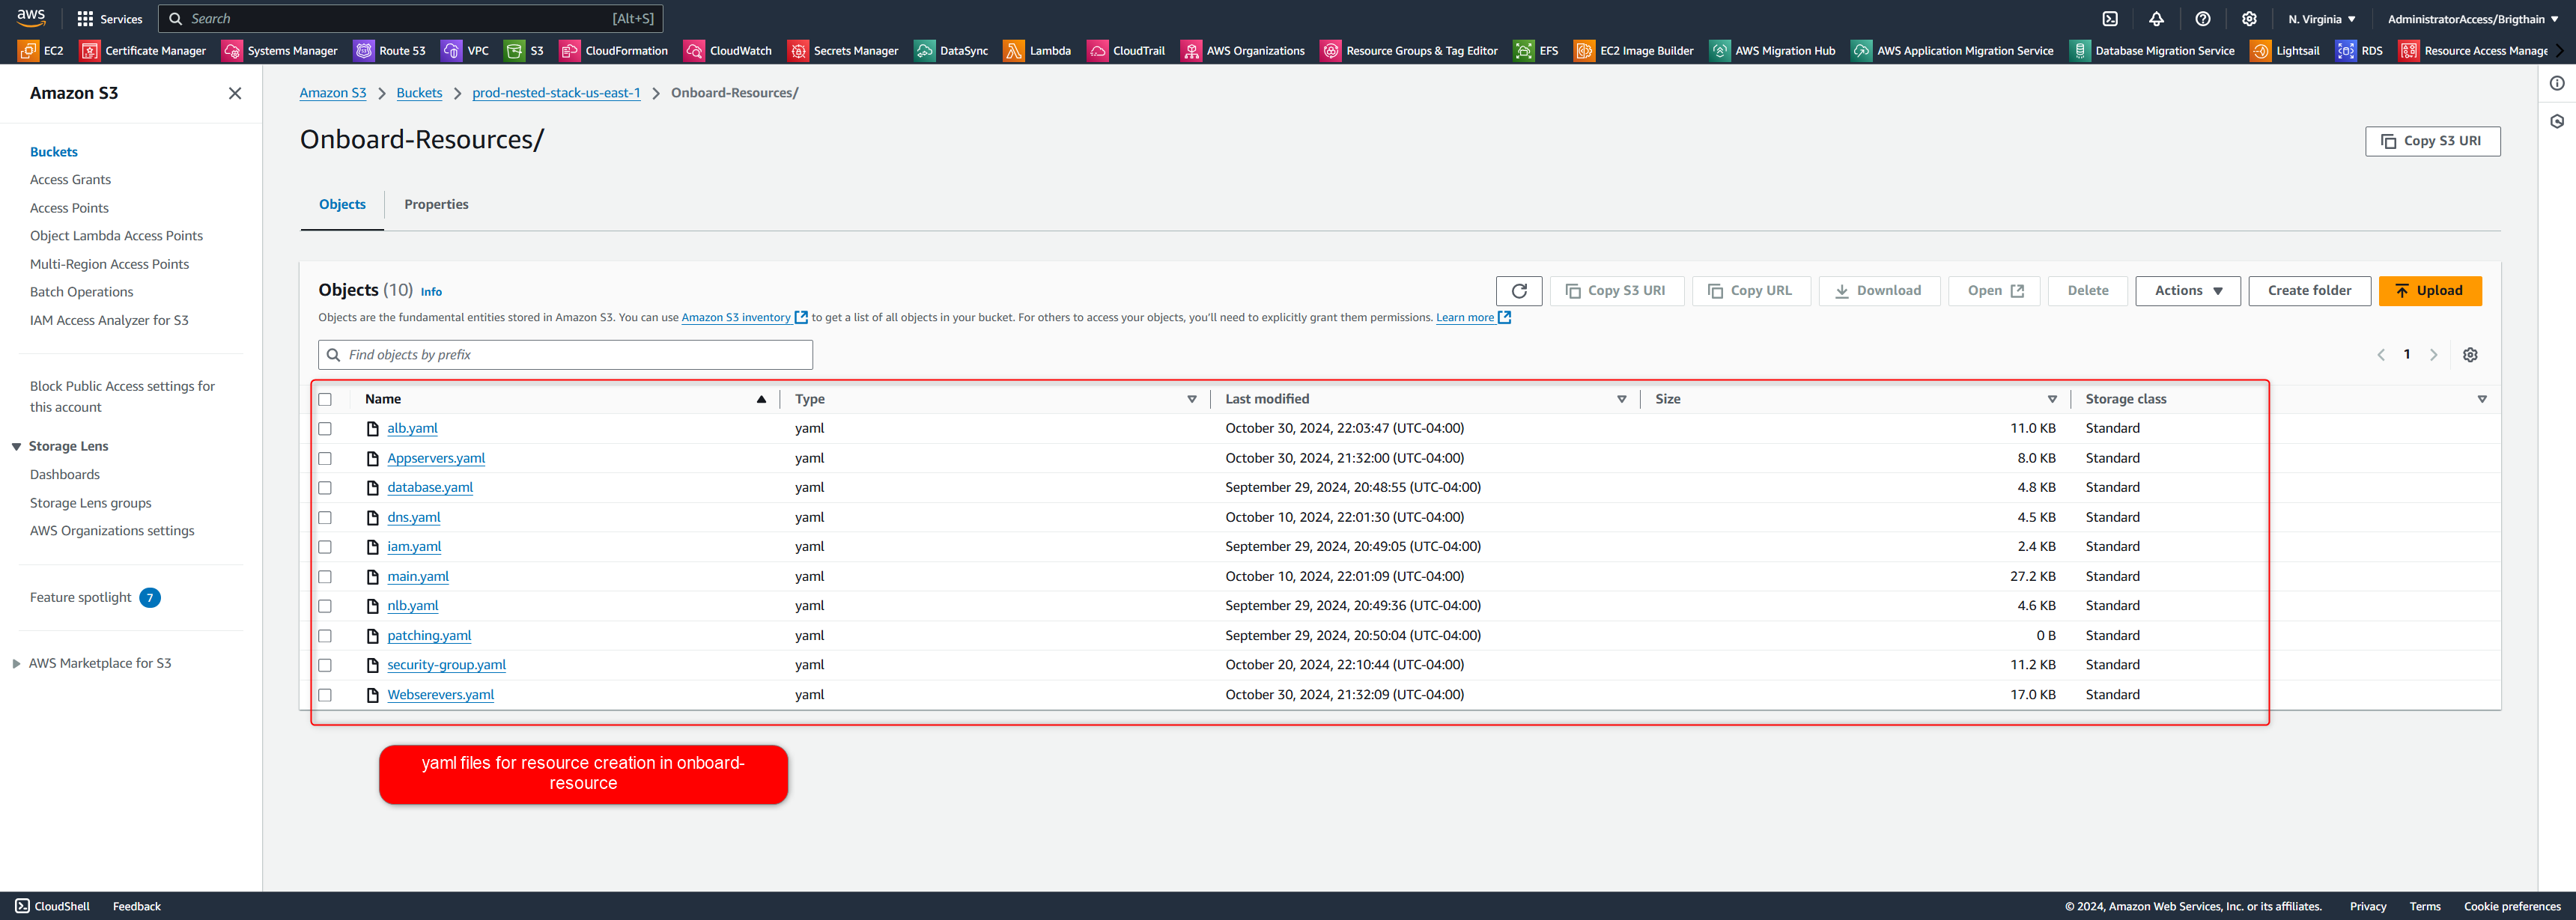 aws Services Search [Alt+S] N. Virginia AdministratorAccess/Brigthain
EC2 Certificate Manager Systems Manager Route 53 VPC S3 CloudFormation CloudWatch Secrets Manager DataSync Lambda CloudTrail AWS Organizations Resource Groups & Tag Editor EFS EC2 Image Builder AWS Migration Hub AWS Application Migration Service Database Migration Service Lightsail RDS Resource Access Manage
Amazon S3
Buckets
Access Grants
Access Points
Object Lambda Access Points
Multi-Region Access Points
Batch Operations
IAM Access Analyzer for S3
Block Public Access settings for
this account
Storage Lens
Dashboards
Storage Lens groups
AWS Organizations settings
Feature spotlight 7
AWS Marketplace for S3
Amazon S3 Buckets prod-nested-stack-us-east-1 Onboard-Resources/
Onboard-Resources/
Copy S3 URI
Objects Properties
Objects (10) Info
Copy S3 URI Copy URL Download Open Delete Actions Create folder Upload
Objects are the fundamental entities stored in Amazon S3. You can use Amazon S3 inventory to get a list of all objects in your bucket. For others to access your objects, you'll need to explicitly grant them permissions. Learn more
Find objects by prefix
1
Name Type Last modified Size Storage class
alb.yaml yaml October 30, 2024, 22:03:47 (UTC-04:00) 11.0 KB Standard
Appservers.yaml yaml October 30, 2024, 21:32:00 (UTC-04:00) 8.0 KB Standard
database.yaml yaml September 29, 2024, 20:48:55 (UTC-04:00) 4.8 KB Standard
dns.yaml yaml October 10, 2024, 22:01:30 (UTC-04:00) 4.5 KB Standard
iam.yaml yaml September 29, 2024, 20:49:05 (UTC-04:00) 2.4 KB Standard
main.yaml yaml October 10, 2024, 22:01:09 (UTC-04:00) 27.2 KB Standard
nlb.yaml yaml September 29, 2024, 20:49:36 (UTC-04:00) 4.6 KB Standard
patching.yaml yaml September 29, 2024, 20:50:04 (UTC-04:00) 0 B Standard
security-group.yaml yaml October 20, 2024, 22:10:44 (UTC-04:00) 11.2 KB Standard
Webserevers.yaml yaml October 30, 2024, 21:32:09 (UTC-04:00) 17.0 KB Standard
yaml files for resource creation in onboard-
resource
CloudShell Feedback © 2024, Amazon Web Services, Inc. or its affiliates. Privacy Terms Cookie preferences